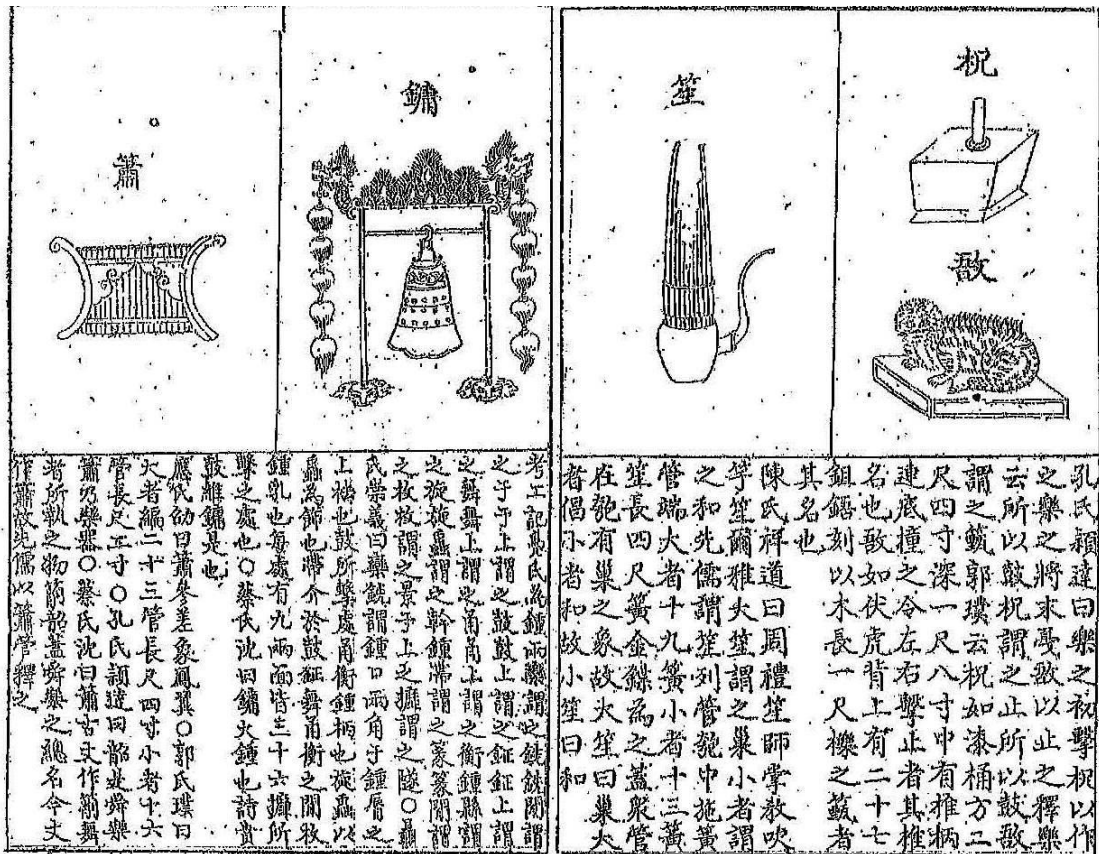 柷
敔
孔氏穎達曰樂之初擊柷以作
之樂之將末戞敔以止之釋樂
云所以鼓柷謂之止所以鼓敔
謂之籈郭璞云柷如漆桶方二
尺四寸深一尺八寸中有椎柄
連底撞之令左右擊止者其椎
名也敔如伏虎背上有二十七
鉏鋙刻以木長一尺櫟之籈者
其名也
笙
陳氏祥道曰周禮笙師掌教吹
竽笙爾雅大笙謂之巢小者謂
之和先儒謂笙列管匏中施簧
管端大者十九簧小者十三簧
笙長四尺簧金鍱為之蓋衆管
在匏有巢之象故大笙曰巢大
者倡小者和故小笙曰和
鏞
考工記鳧氏為鍾兩欒謂之銑銑間謂
之于于上謂之鼓鼓上謂之鉦鉦上謂
之舞舞上謂之甬甬上謂之衡鍾縣謂
之旋旋蟲謂之幹鍾帶謂之篆篆間謂
之枚枚謂之景于上之攠謂之隧○聶
氏崇義曰欒銑謂鍾口兩角于鍾脣之
上袪也鼓所擊處甬衡鍾柄也旋蟲以
蟲為飾也帶介於鼓鉦舞甬衡之間枚
鍾乳也每處有九兩面皆三十六攠所
擊之處也○蔡氏沈曰鏞大鍾也詩賁
鼓維鏞是也
簫
應氏劭曰簫參差象鳳翼○郭氏璞曰
大者編二十三管長尺四寸小者十六
管長尺二寸○孔氏穎達曰韶是舜樂
簫乃樂器○蔡氏沈曰簫古文作箾舞
者所執之物箾韶蓋舜樂之總名今文
作簫故先儒以簫管釋之